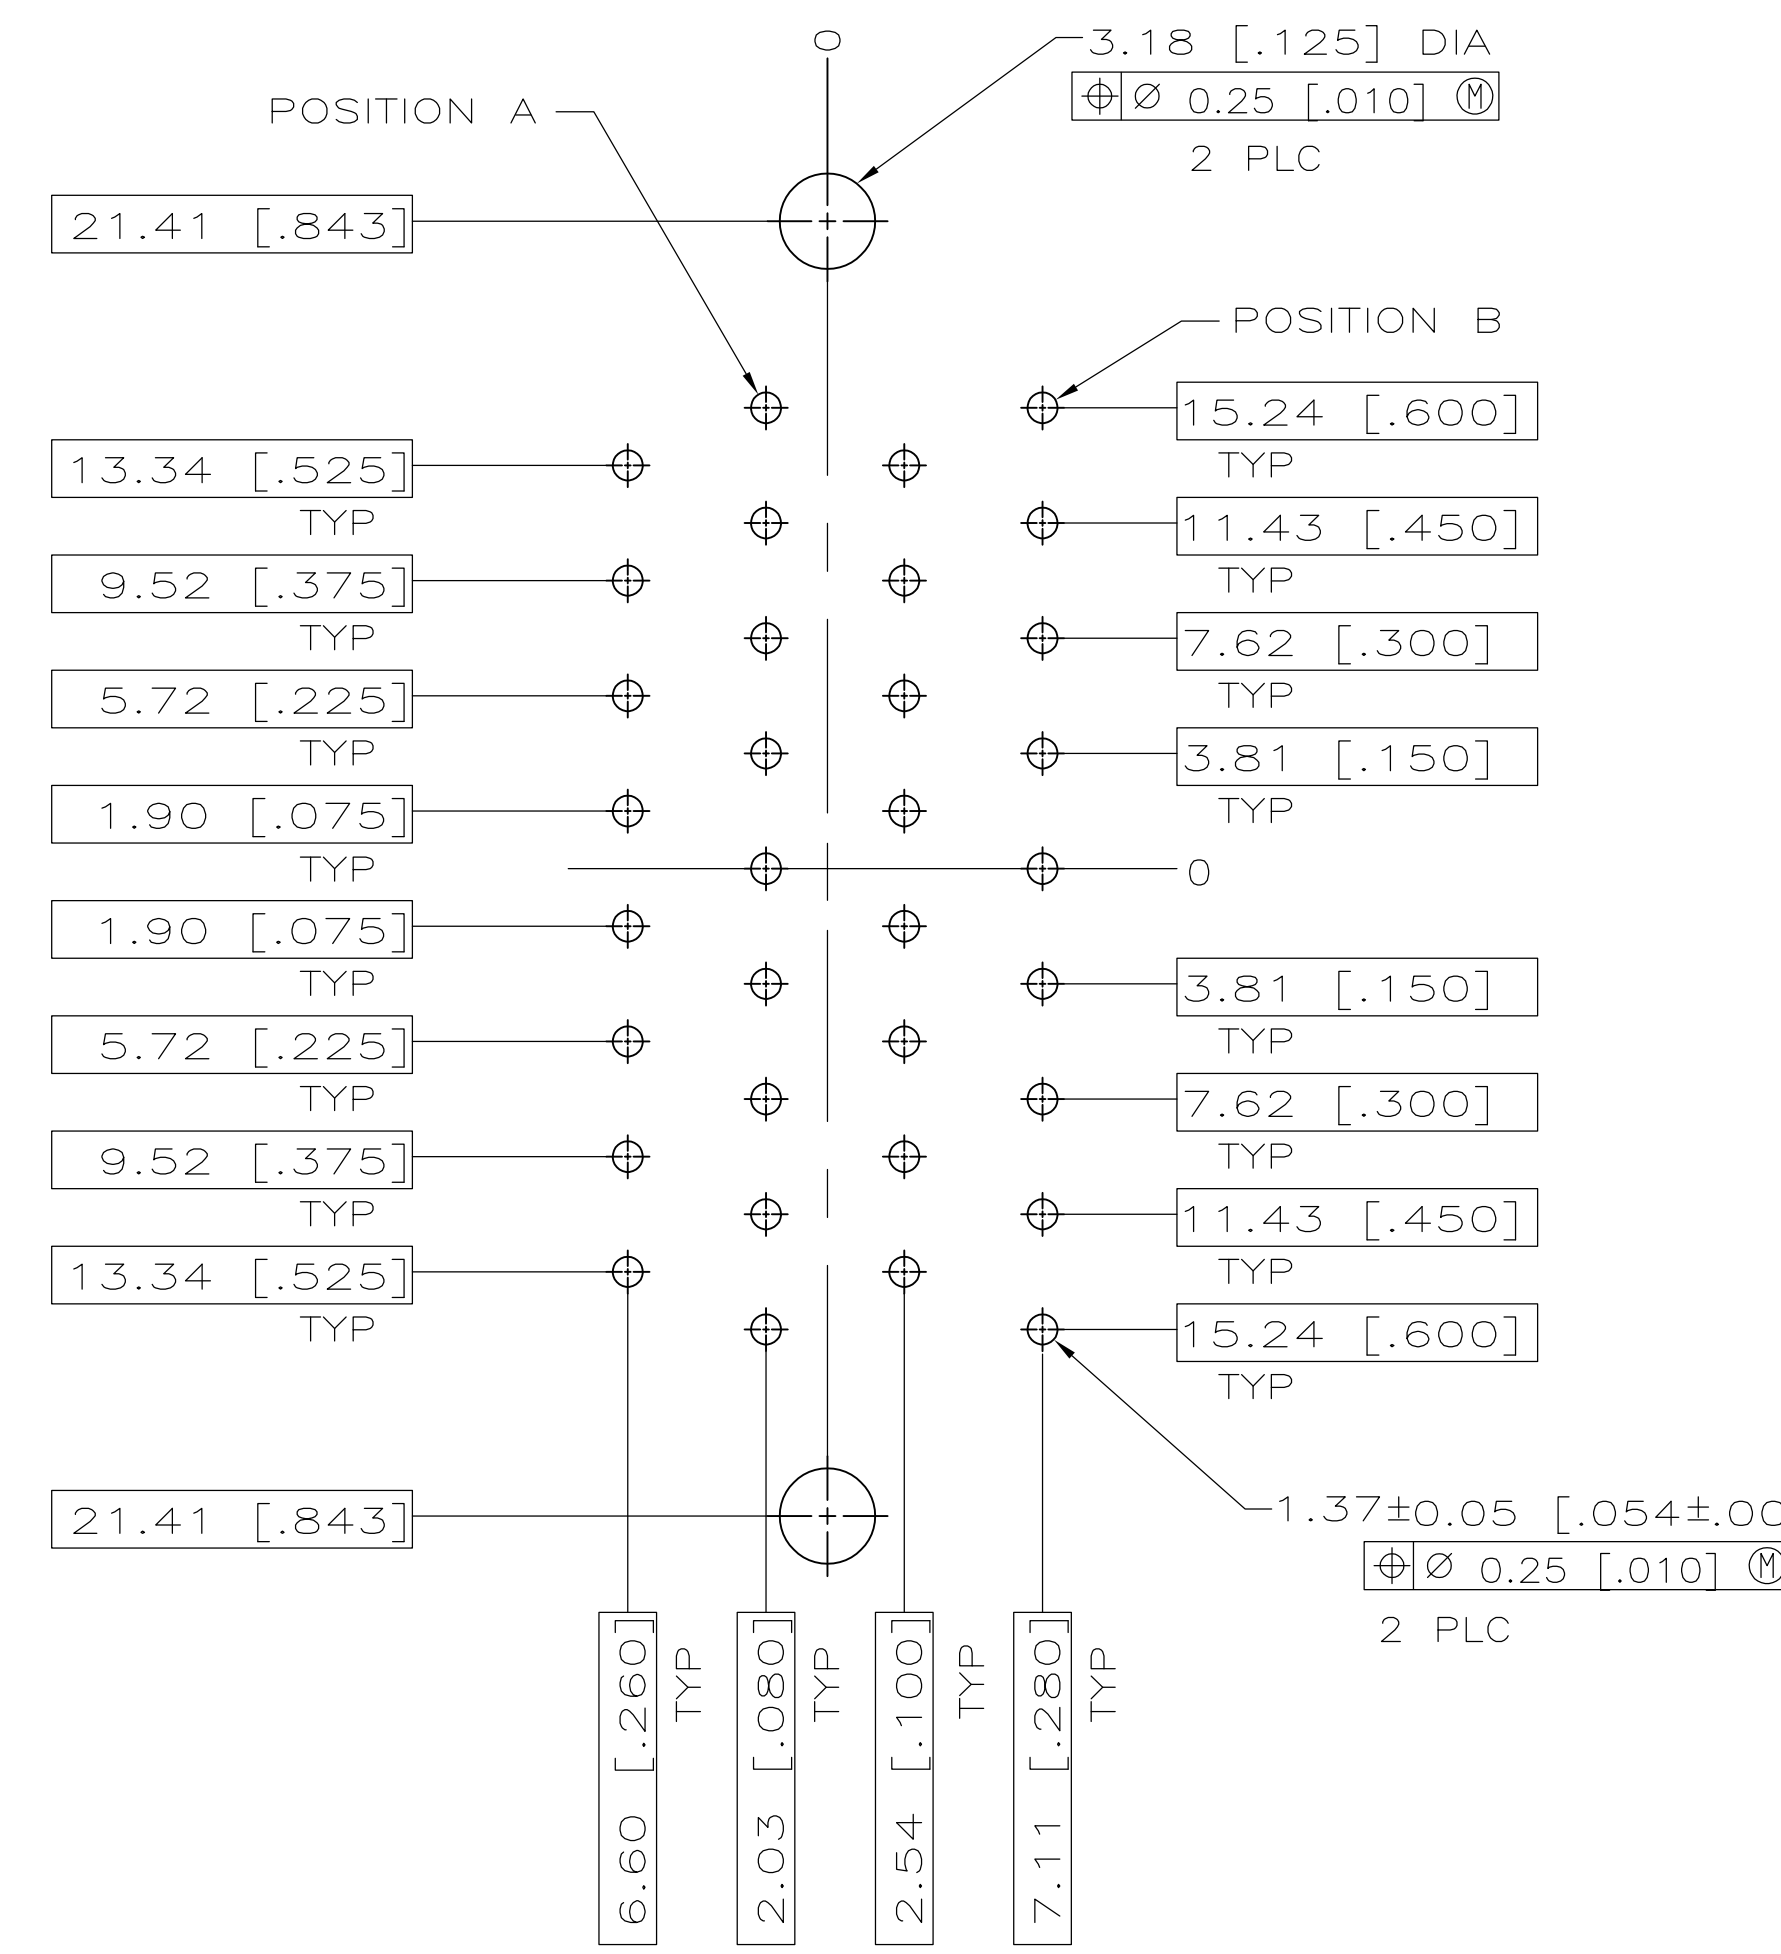 0
3.18 [.125] DIA
⌖ Ø 0.25 [.010] Ⓜ
2 PLC
POSITION A
21.41 [.843]
POSITION B
15.24 [.600]
TYP
13.34 [.525]
TYP
11.43 [.450]
TYP
9.52 [.375]
TYP
7.62 [.300]
TYP
5.72 [.225]
TYP
3.81 [.150]
TYP
1.90 [.075]
TYP
0
1.90 [.075]
TYP
3.81 [.150]
TYP
5.72 [.225]
TYP
7.62 [.300]
TYP
9.52 [.375]
TYP
11.43 [.450]
TYP
13.34 [.525]
TYP
15.24 [.600]
TYP
21.41 [.843]
1.37±0.05 [.054±.00
⌖ Ø 0.25 [.010] Ⓜ
2 PLC
6.60 [.260]
TYP
2.03 [.080]
TYP
2.54 [.100]
TYP
7.11 [.280]
TYP